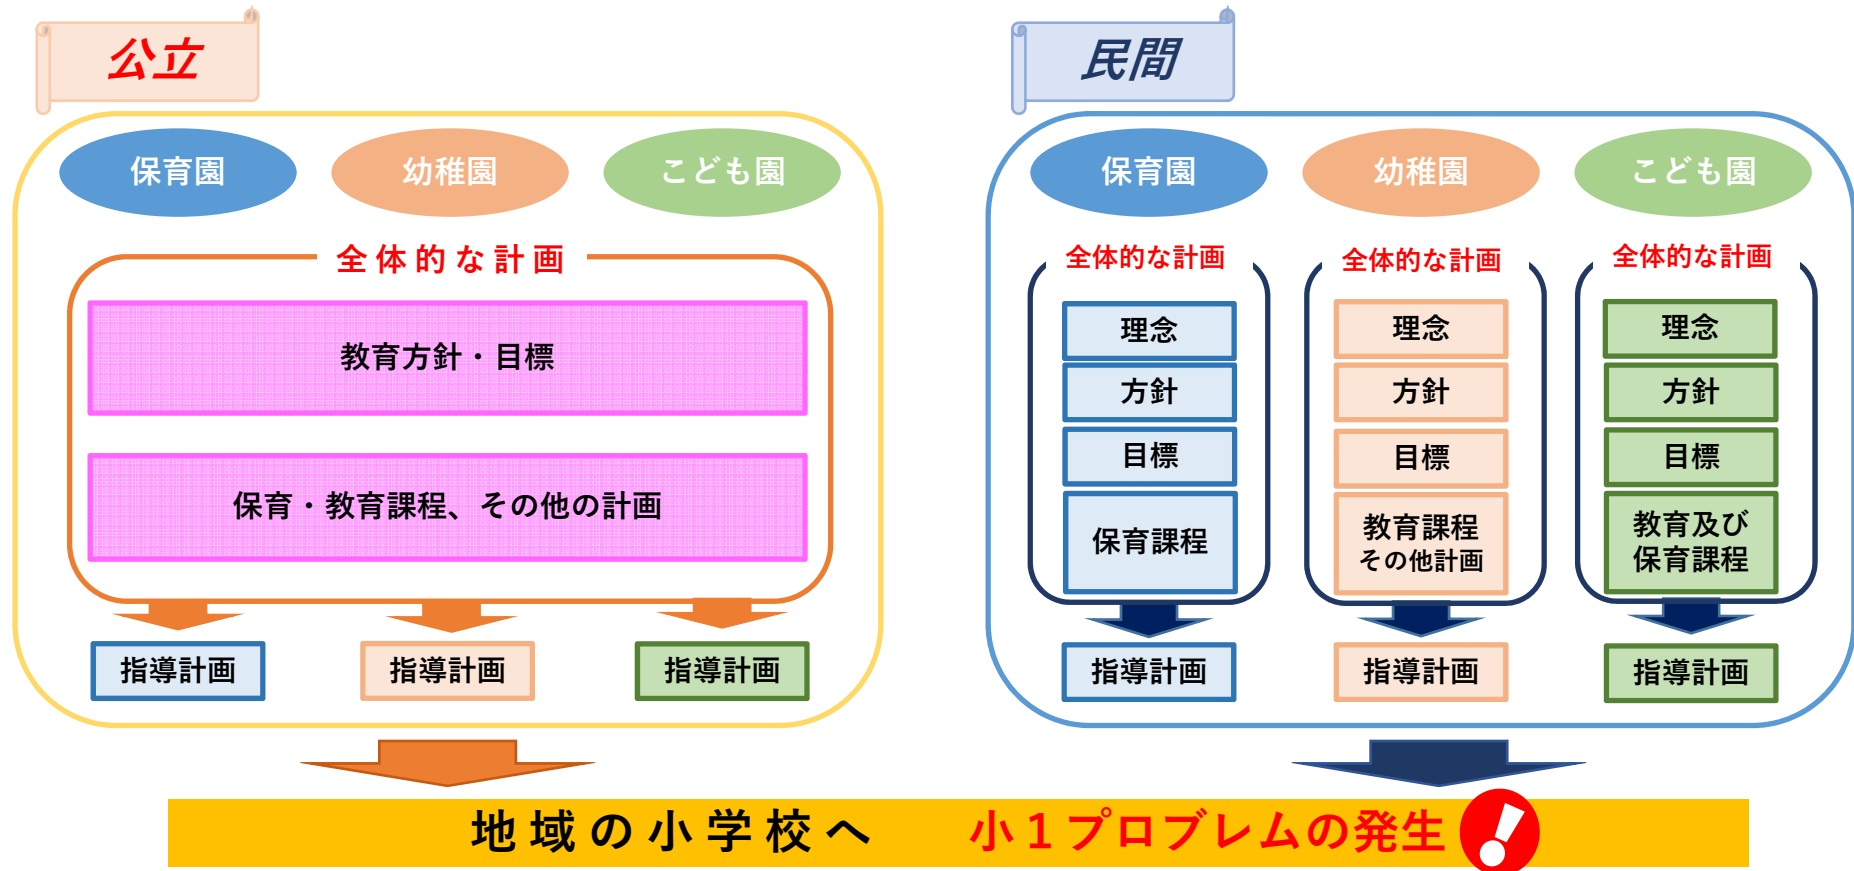 公立
保育園
幼稚園
こども園
全体的な計画
教育方針・目標
保育・教育課程、その他の計画
指導計画
指導計画
指導計画
民間
保育園
幼稚園
こども園
全体的な計画
理念
方針
目標
保育課程
指導計画
全体的な計画
理念
方針
目標
教育課程
その他計画
指導計画
全体的な計画
理念
方針
目標
教育及び
保育課程
指導計画
地域の小学校へ 小1プロブレムの発生!